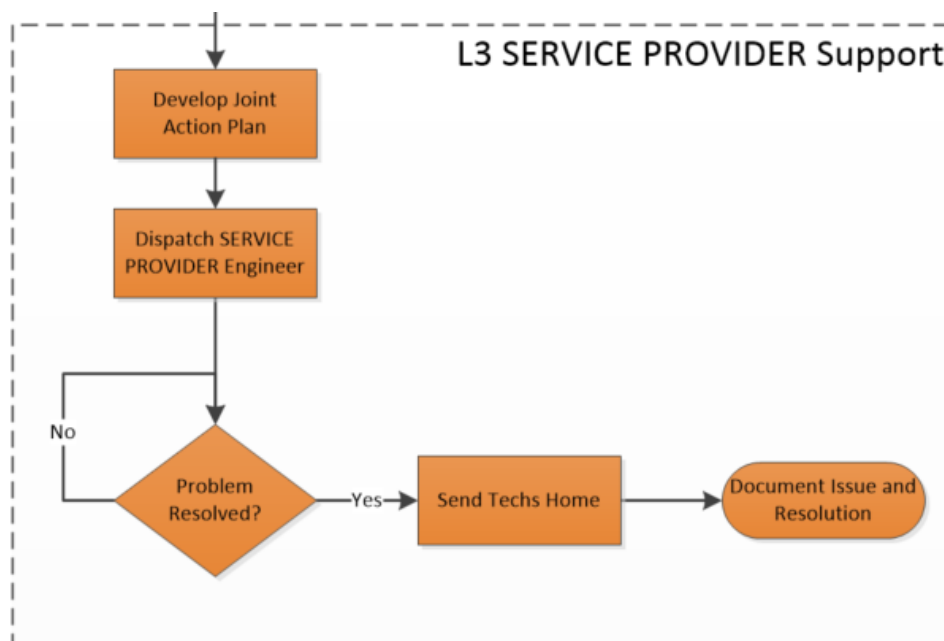 L3 SERVICE PROVIDER Support
Develop Joint
Action Plan
Dispatch SERVICE
PROVIDER Engineer
No
Problem
Resolved?
Yes
Send Techs Home
Document Issue and
Resolution